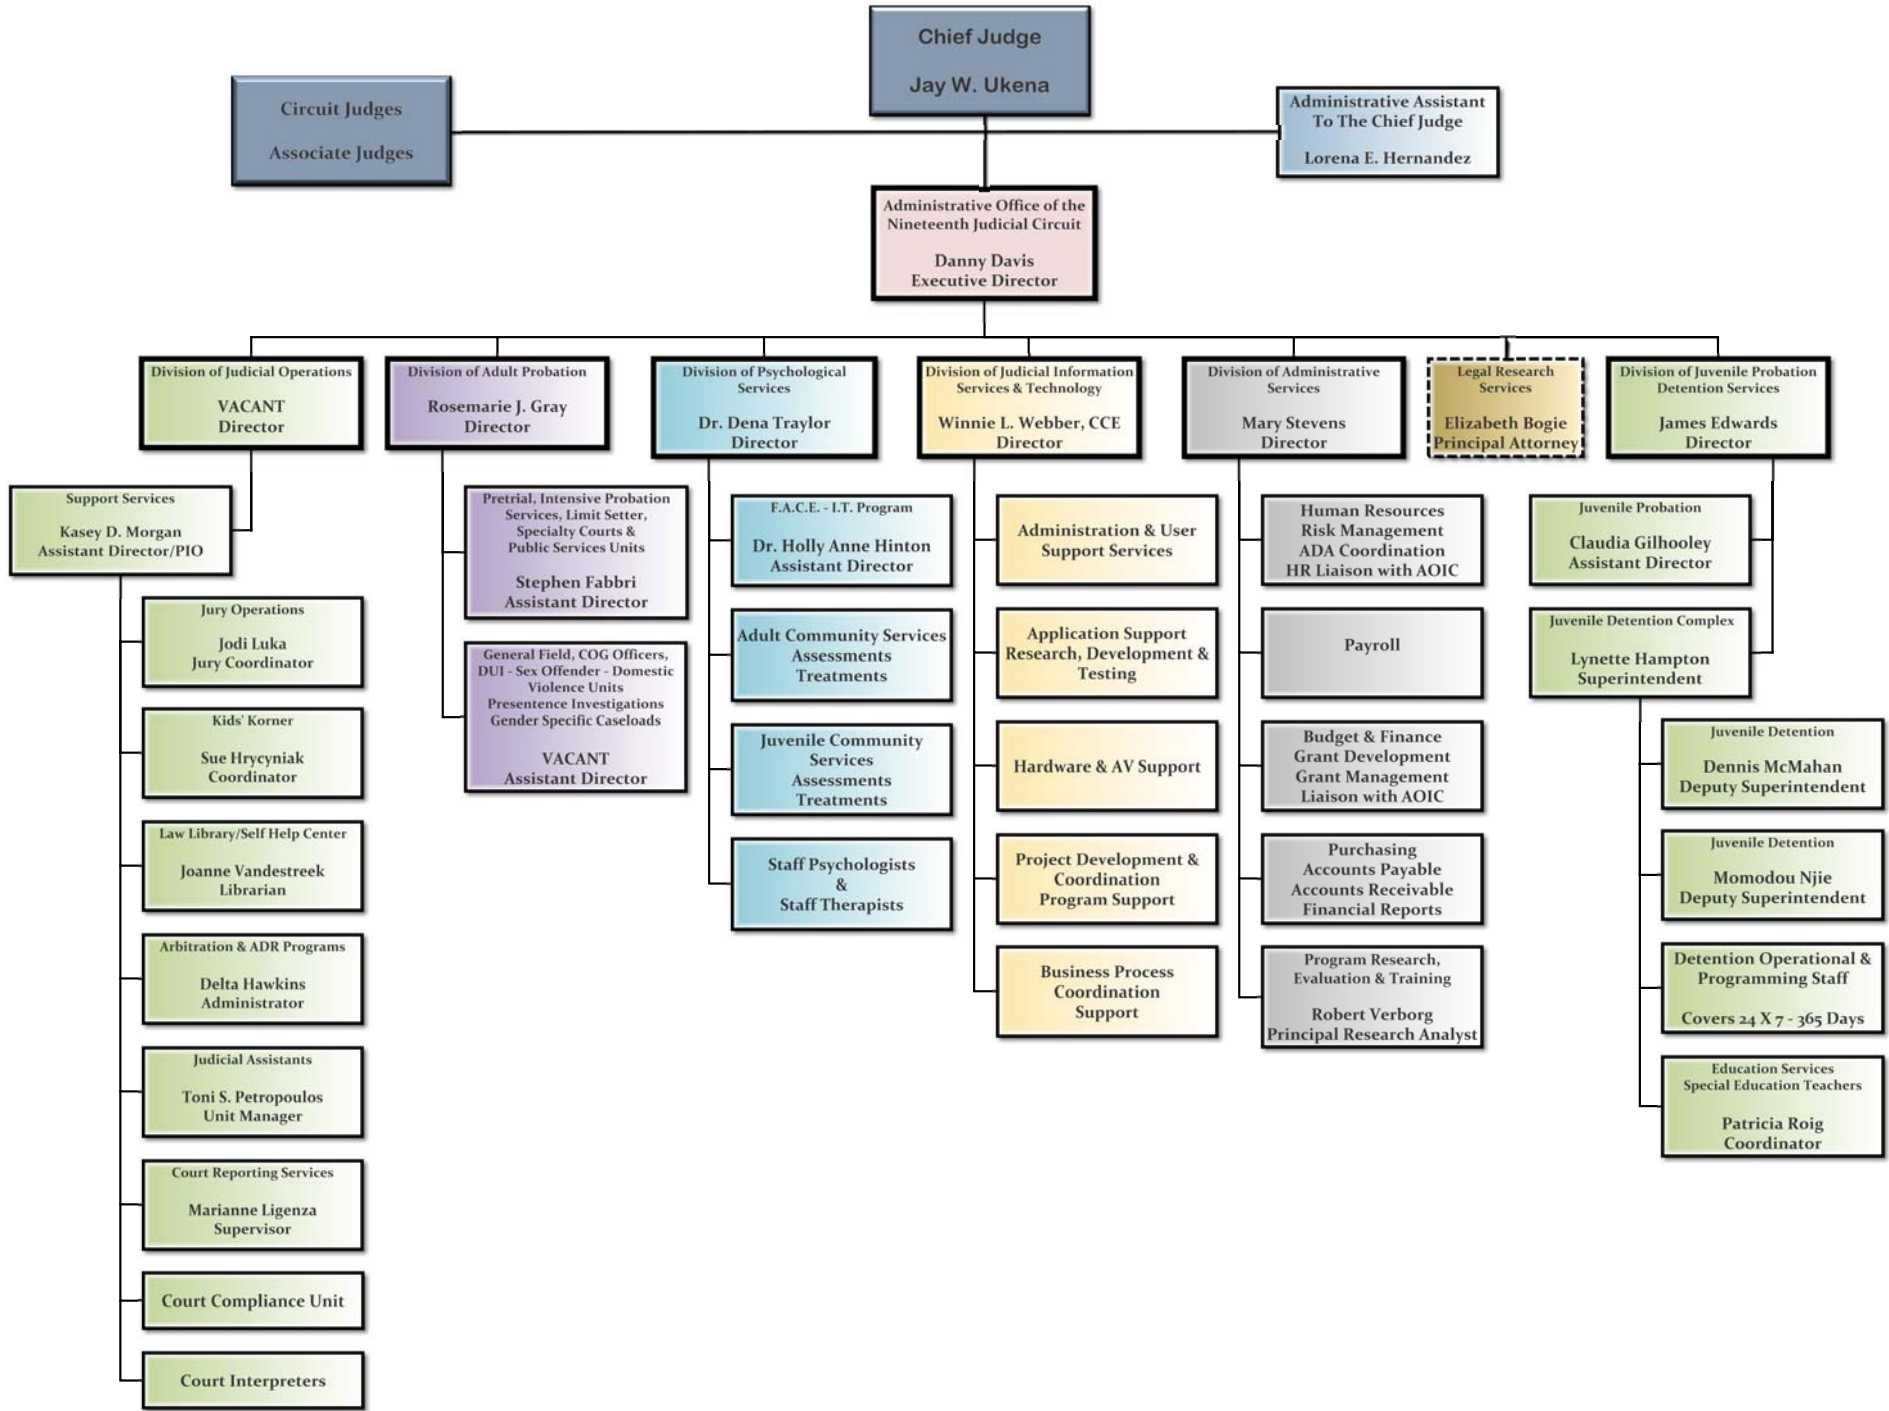 Chief Judge
Jay W. Ukena
Circuit Judges
Associate Judges
Administrative Assistant
To The Chief Judge
Lorena E. Hernandez
Administrative Office of the
Nineteenth Judicial Circuit
Danny Davis
Executive Director
Division of Judicial Operations
VACANT
Director
Division of Adult Probation
Rosemarie J. Gray
Director
Division of Psychological
Services
Dr. Dena Traylor
Director
Division of Judicial Information
Services & Technology
Winnie L. Webber, CCE
Director
Division of Administrative
Services
Mary Stevens
Director
Legal Research
Services
Elizabeth Bogie
Principal Attorney
Division of Juvenile Probation
Detention Services
James Edwards
Director
Support Services
Kasey D. Morgan
Assistant Director/PIO
Jury Operations
Jodi Luka
Jury Coordinator
Kids' Korner
Sue Hrycyniak
Coordinator
Law Library/Self Help Center
Joanne Vandestreek
Librarian
Arbitration & ADR Programs
Delta Hawkins
Administrator
Judicial Assistants
Toni S. Petropoulos
Unit Manager
Court Reporting Services
Marianne Ligenza
Supervisor
Court Compliance Unit
Court Interpreters
Pretrial, Intensive Probation
Services, Limit Setter,
Specialty Courts &
Public Services Units
Stephen Fabbri
Assistant Director
General Field, COG Officers,
DUI - Sex Offender - Domestic
Violence Units
Presentence Investigations
Gender Specific Caseloads
VACANT
Assistant Director
F.A.C.E. - I.T. Program
Dr. Holly Anne Hinton
Assistant Director
Adult Community Services
Assessments
Treatments
Juvenile Community
Services
Assessments
Treatments
Staff Psychologists
&
Staff Therapists
Administration & User
Support Services
Application Support
Research, Development &
Testing
Hardware & AV Support
Project Development &
Coordination
Program Support
Business Process
Coordination
Support
Human Resources
Risk Management
ADA Coordination
HR Liaison with AOIC
Payroll
Budget & Finance
Grant Development
Grant Management
Liaison with AOIC
Purchasing
Accounts Payable
Accounts Receivable
Financial Reports
Program Research,
Evaluation & Training
Robert Verborg
Principal Research Analyst
Juvenile Probation
Claudia Gilhooley
Assistant Director
Juvenile Detention Complex
Lynette Hampton
Superintendent
Juvenile Detention
Dennis McMahan
Deputy Superintendent
Juvenile Detention
Momodou Njie
Deputy Superintendent
Detention Operational &
Programming Staff
Covers 24 X 7 - 365 Days
Education Services
Special Education Teachers
Patricia Roig
Coordinator